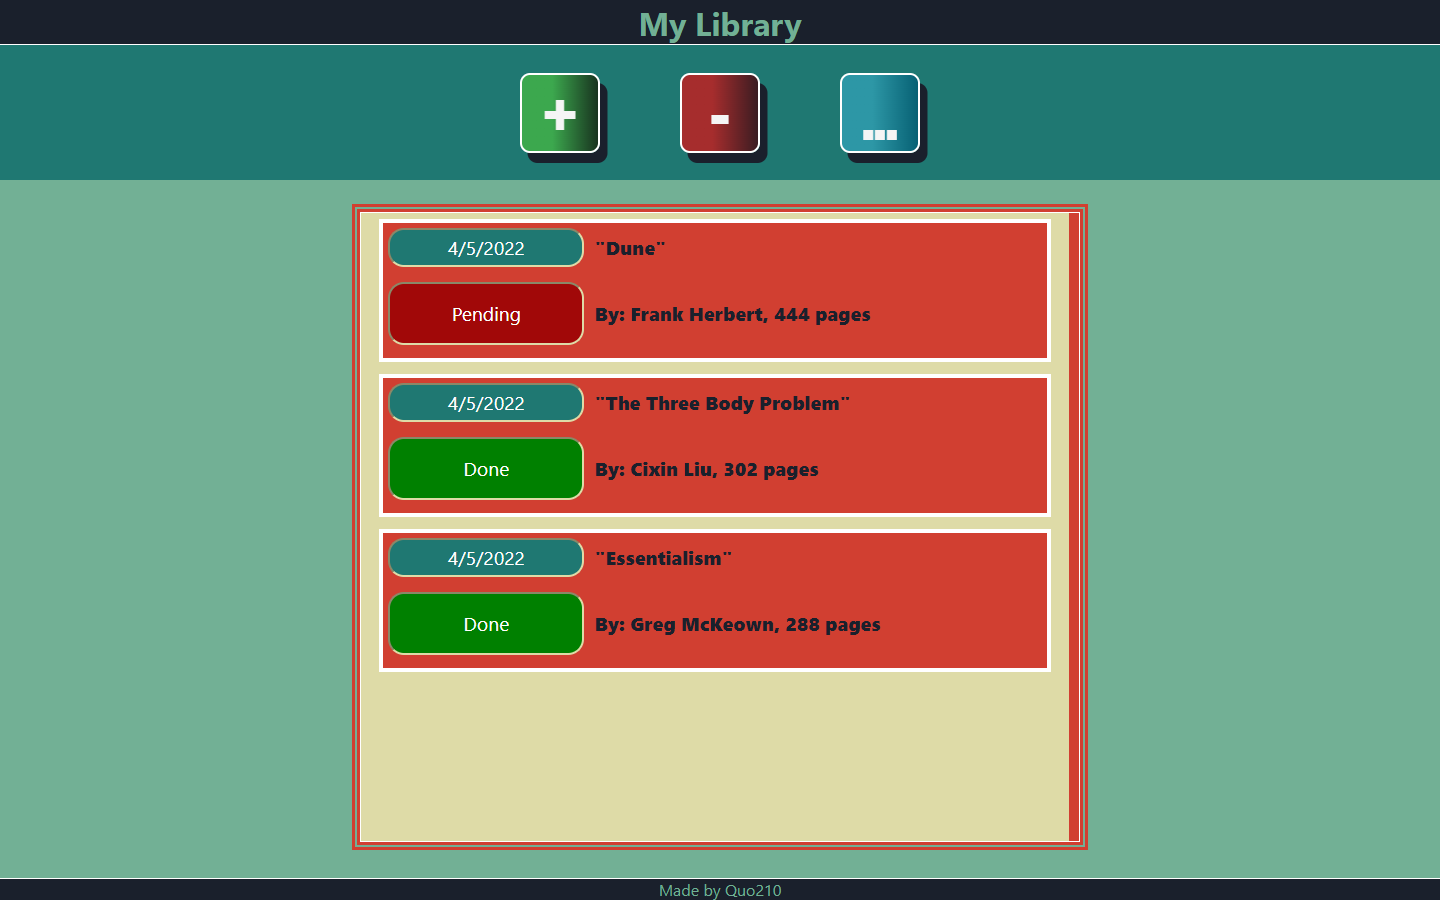 My Library
+
-
...
4/5/2022
¨Dune¨
Pending
By: Frank Herbert, 444 pages
4/5/2022
¨The Three Body Problem¨
Done
By: Cixin Liu, 302 pages
4/5/2022
¨Essentialism¨
Done
By: Greg McKeown, 288 pages
Made by Quo210